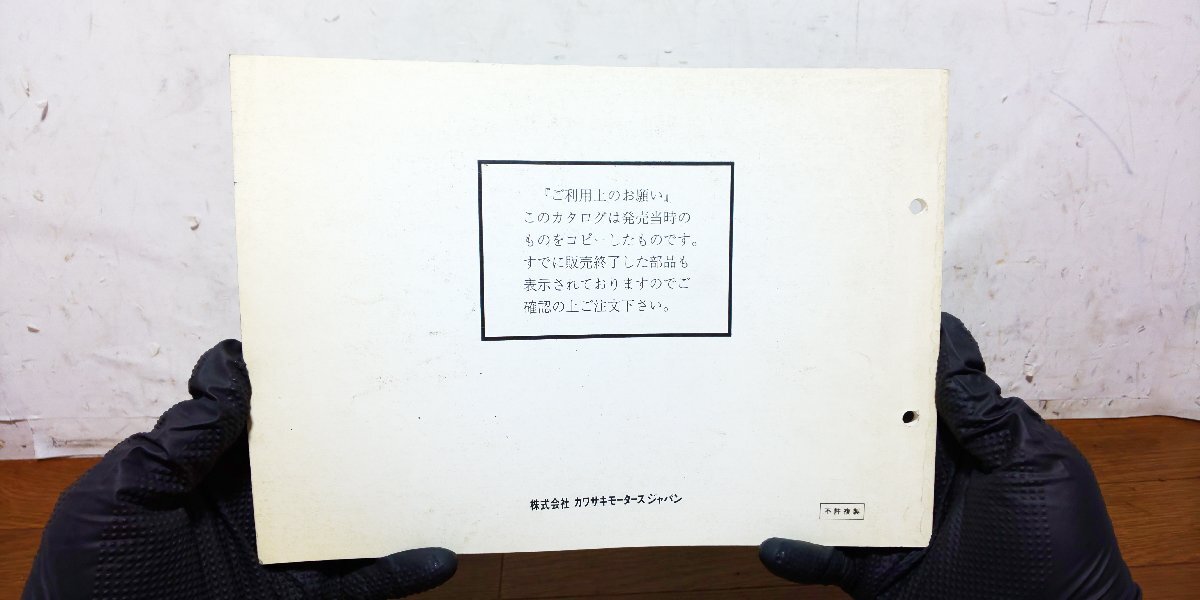 『ご利用上のお願い』
このカタログは発売当時の
ものをコピーしたものです。
すでに販売終了した部品も
表示されておりますのでご
確認の上ご注文下さい。
株式会社 カワサキモータースジャパン
不許複製